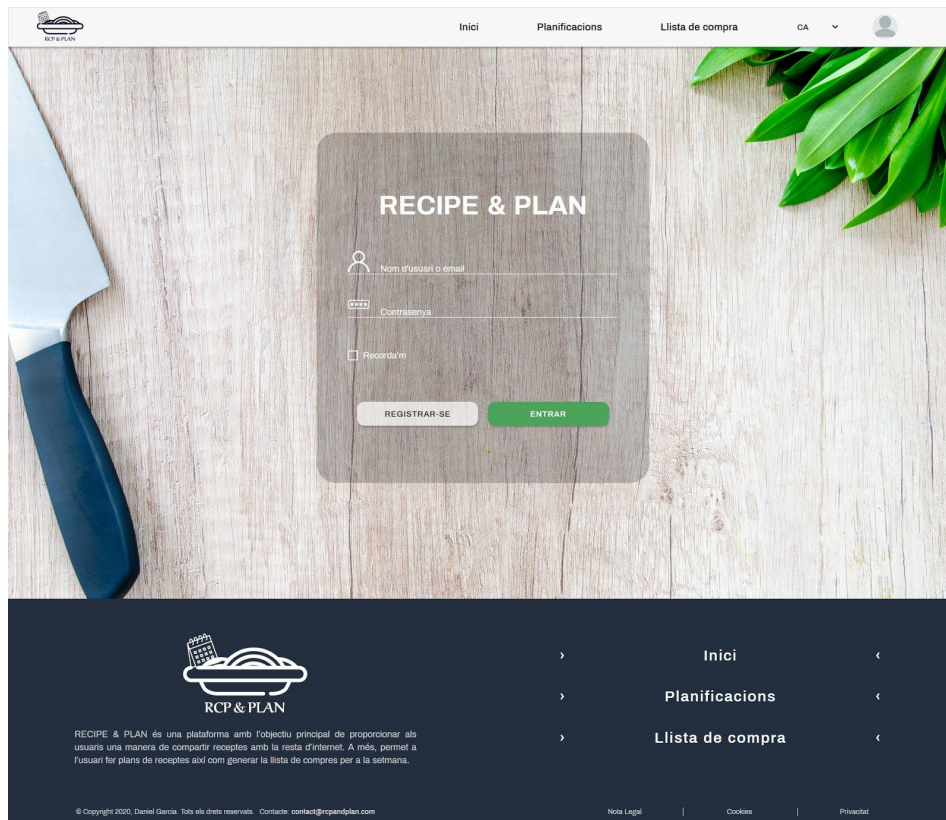 RCP & PLAN
Inici
Planificacions
Llista de compra
CA
RECIPE & PLAN
Nom d'usuari o email
Contrasenya
Recorda'm
REGISTRAR-SE
ENTRAR
RCP & PLAN
RECIPE & PLAN és una plataforma amb l'objectiu principal de proporcionar als
usuaris una manera de compartir receptes amb la resta d'internet. A més, permet a
l'usuari fer plans de receptes així com generar la llista de compres per a la setmana.
› Inici ‹
› Planificacions ‹
› Llista de compra ‹
© Copyright 2020, Daniel Garcia. Tots els drets reservats. Contacte: contact@rcpandplan.com
Nota Legal | Cookies | Privacitat